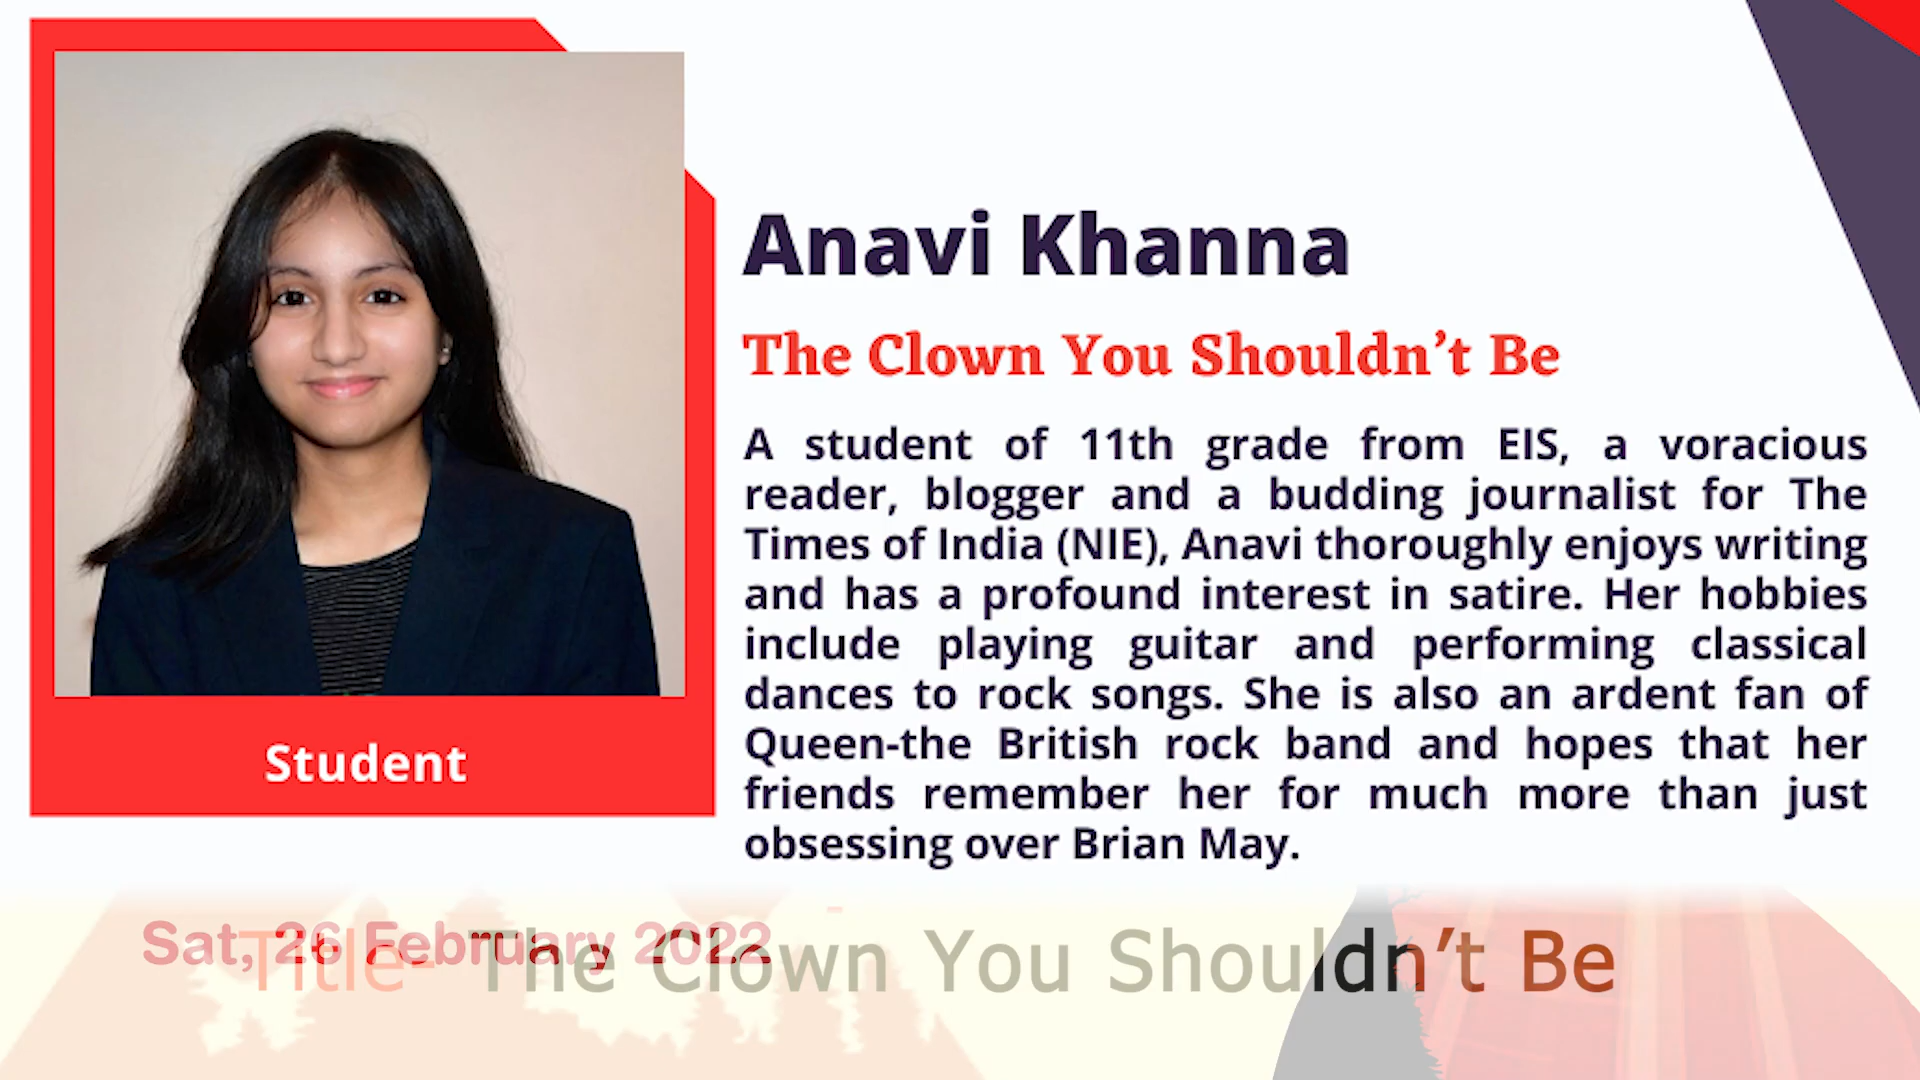 Anavi Khanna
The Clown You Shouldn't Be
A student of 11th grade from EIS, a voracious
reader, blogger and a budding journalist for The
Times of India (NIE), Anavi thoroughly enjoys writing
and has a profound interest in satire. Her hobbies
include playing guitar and performing classical
dances to rock songs. She is also an ardent fan of
Queen-the British rock band and hopes that her
friends remember her for much more than just
obsessing over Brian May.
Student
Sat, 26 February 2022
Title- The Clown You Shouldn't Be